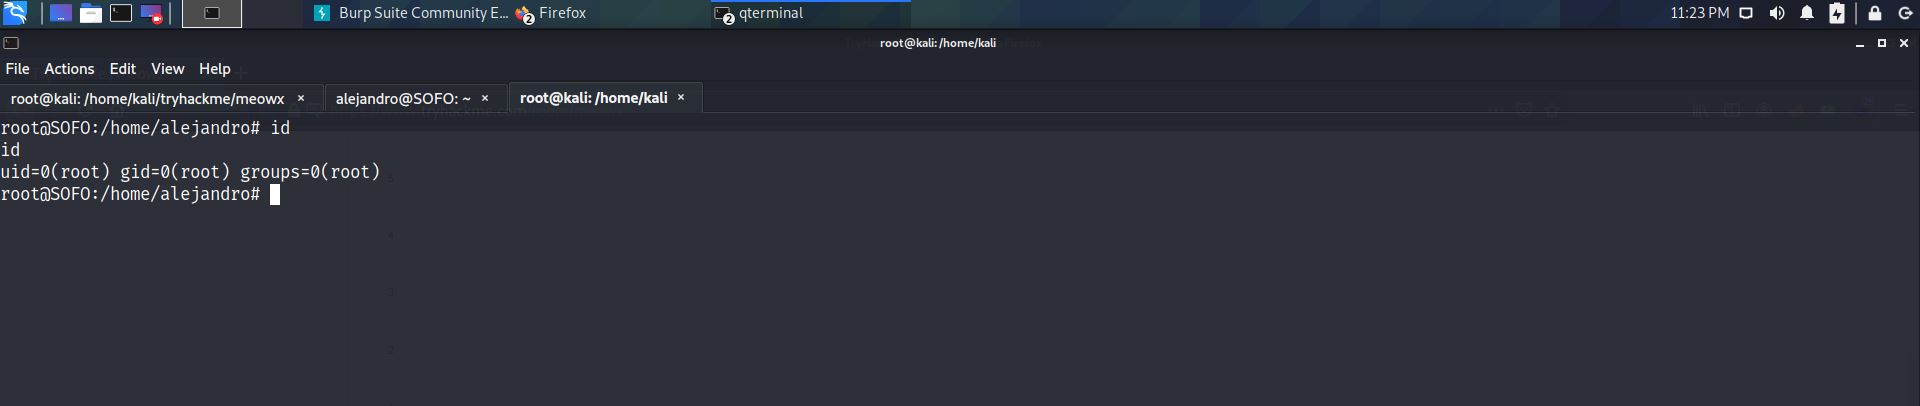 Burp Suite Community E... 2 Firefox 2 qterminal 11:23 PM
root@kali: /home/kali
File Actions Edit View Help
root@kali: /home/kali/tryhackme/meowx × alejandro@SOFO: ~ × root@kali: /home/kali ×
root@SOFO:/home/alejandro# id
id
uid=0(root) gid=0(root) groups=0(root)
root@SOFO:/home/alejandro#